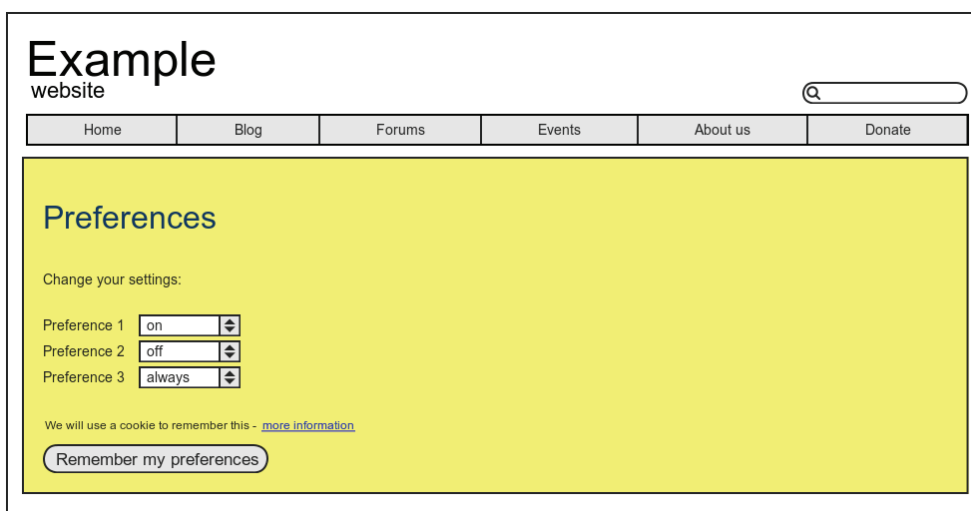 Example
website
Home Blog Forums Events About us Donate
Preferences
Change your settings:
Preference 1 on
Preference 2 off
Preference 3 always
We will use a cookie to remember this - more information
Remember my preferences